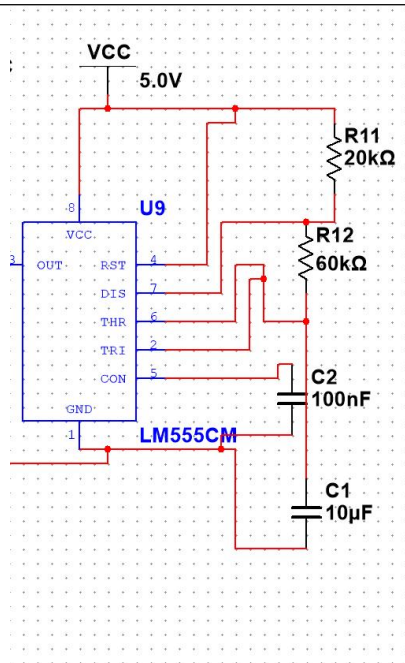 VCC
5.0V
R11
20kΩ
8
U9
VCC
R12
60kΩ
3
OUT
RST
4
DIS
7
THR
6
TRI
2
CON
5
C2
100nF
GND
1
LM555CM
C1
10µF